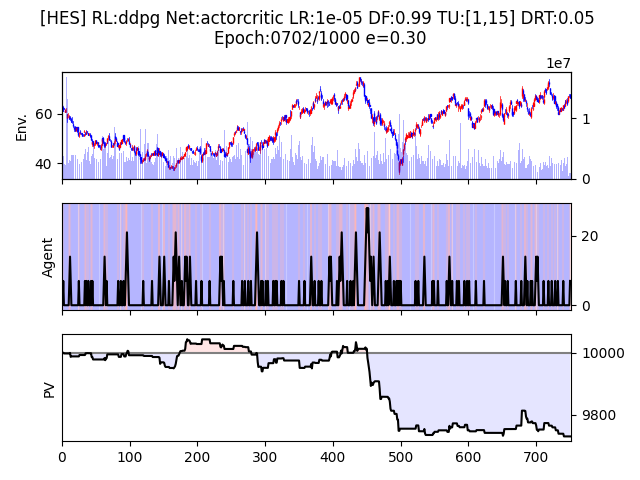 [HES] RL:ddpg Net:actorcritic LR:1e-05 DF:0.99 TU:[1,15] DRT:0.05
Epoch:0702/1000 e=0.30
1e7
Env.
60
40
1
0
Agent
20
0
PV
10000
9800
0 100 200 300 400 500 600 700